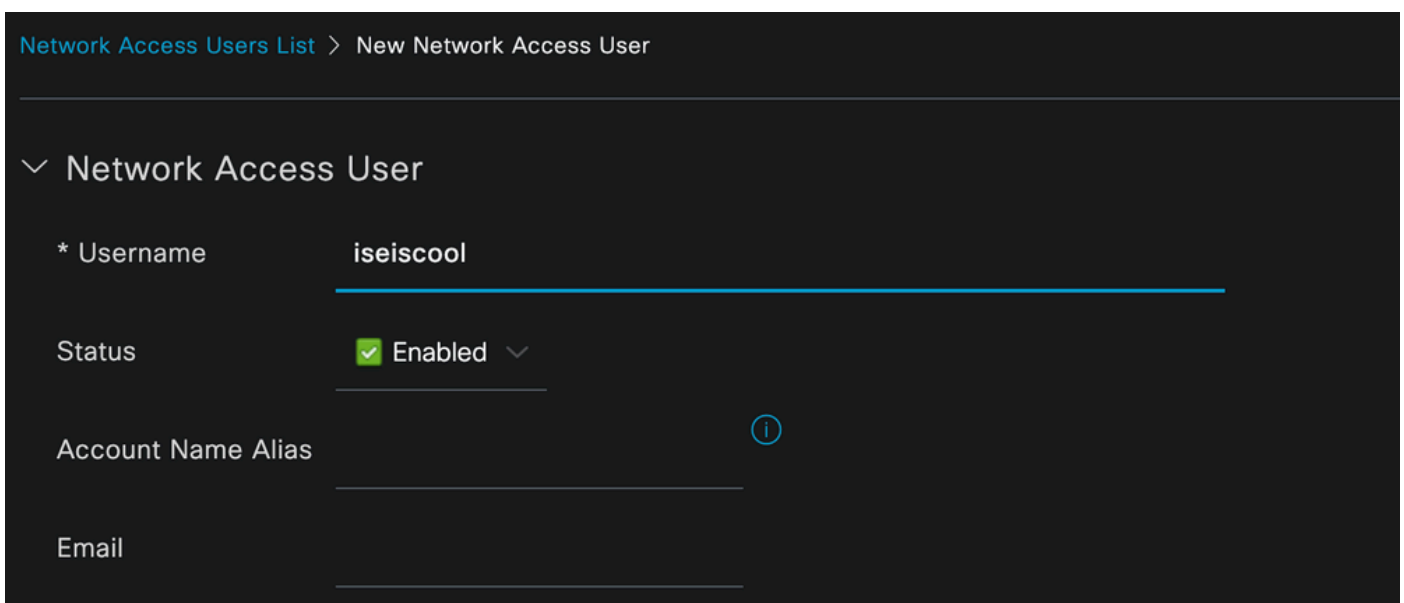 Network Access Users List > New Network Access User
Network Access User
* Username iseiscool
Status Enabled
Account Name Alias
Email